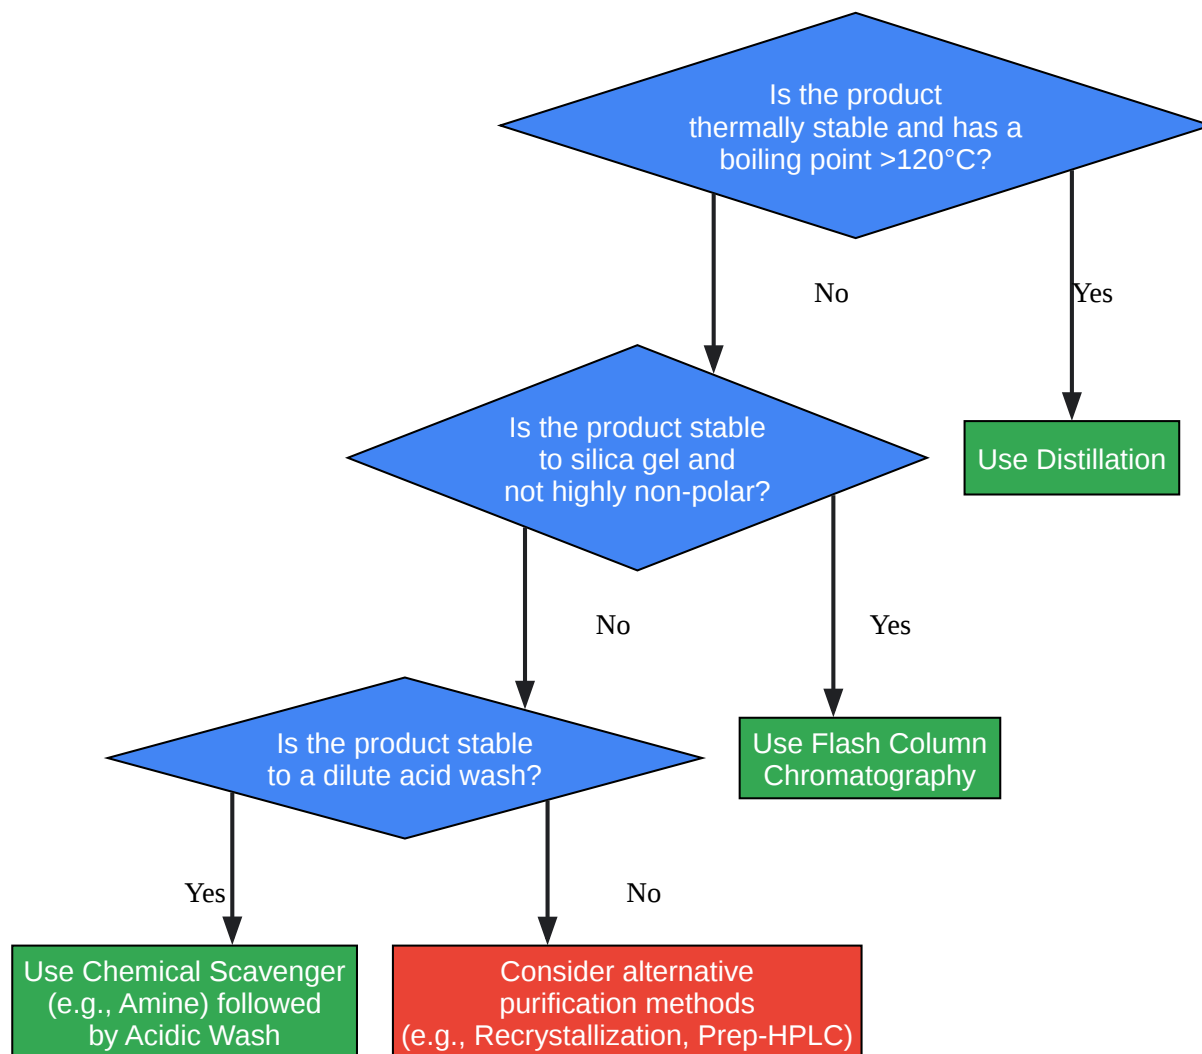 Is the product
thermally stable and has a
boiling point >120°C?
No
Yes
Is the product stable
to silica gel and
not highly non-polar?
Use Distillation
No
Yes
Is the product stable
to a dilute acid wash?
Use Flash Column
Chromatography
Yes
No
Use Chemical Scavenger
(e.g., Amine) followed
by Acidic Wash
Consider alternative
purification methods
(e.g., Recrystallization, Prep-HPLC)